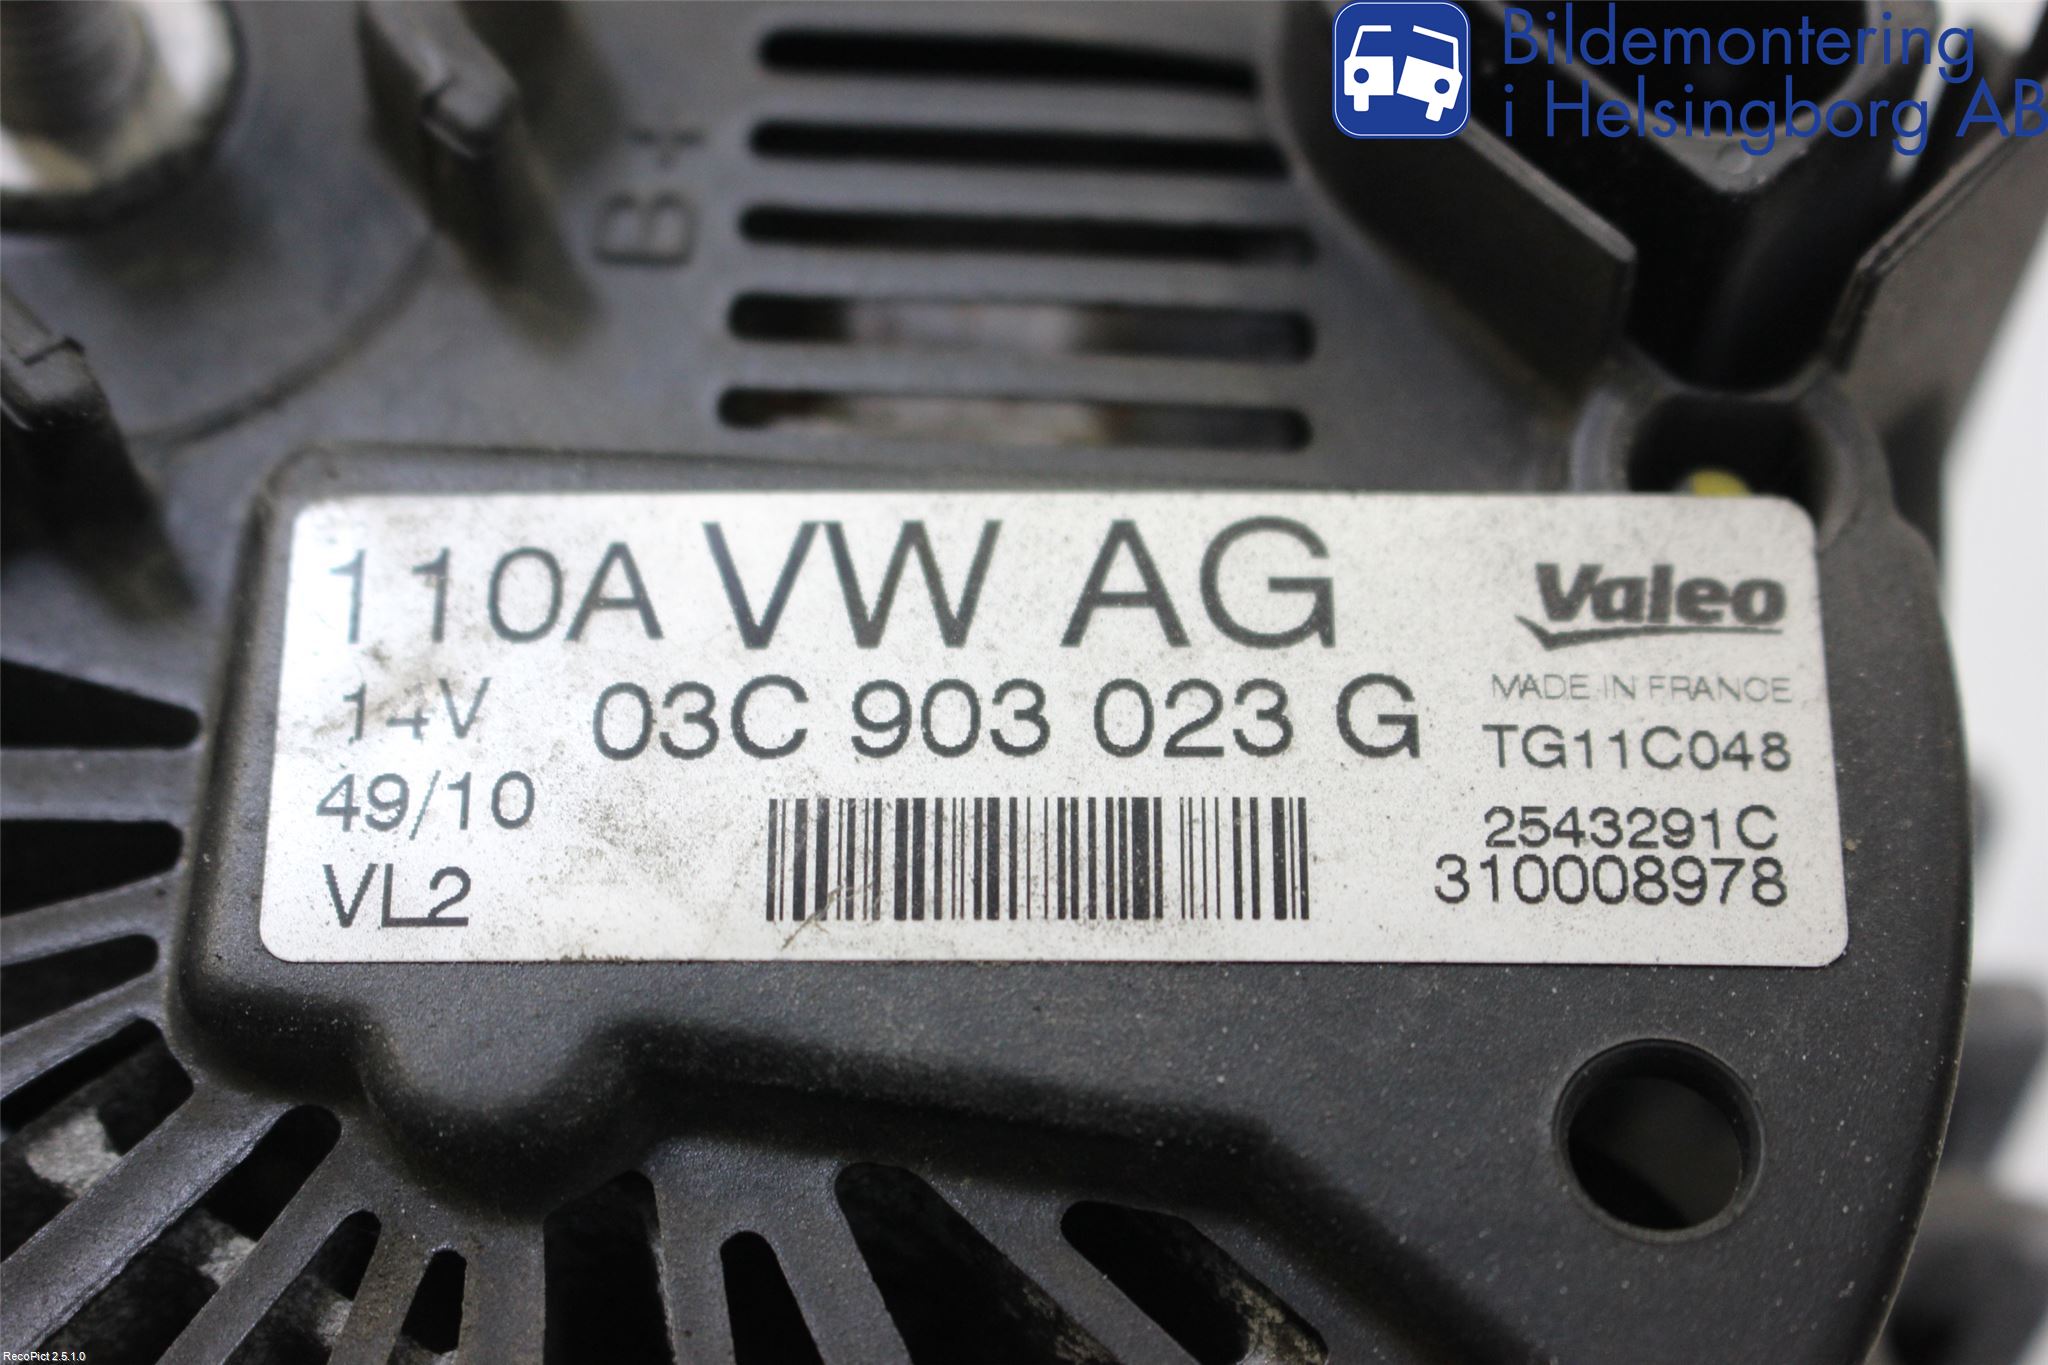 Bildemontering
i Helsingborg AB
B+
110A VW AG
Valeo
MADE IN FRANCE
14V
03C 903 023 G
TG11C048
49/10
2543291C
VL2
310008978
RecoPict 2.5.1.0